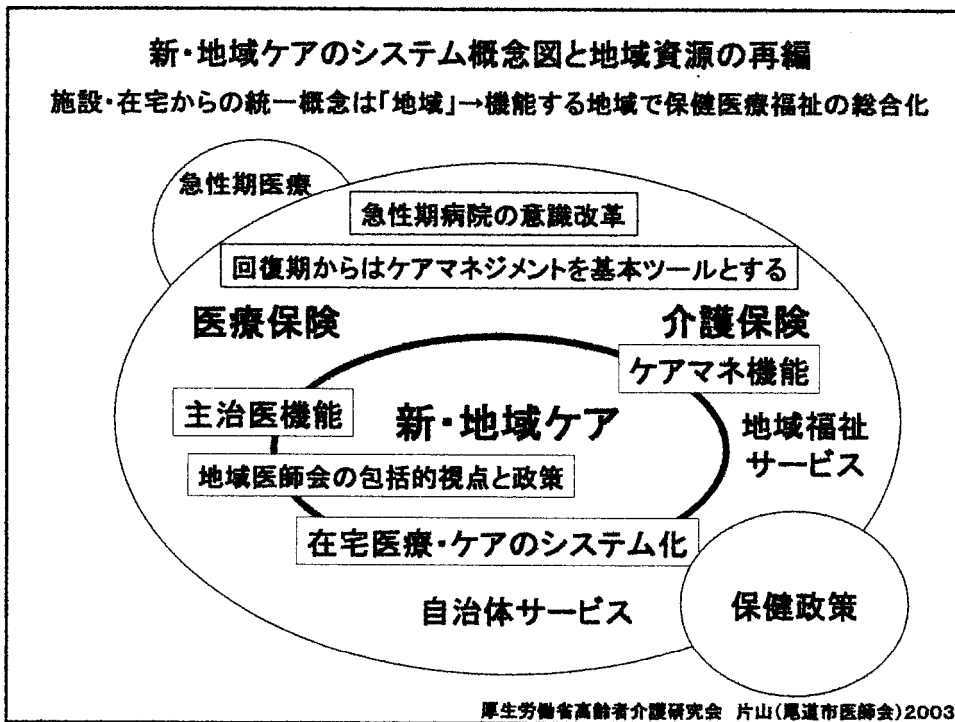 新・地域ケアのシステム概念図と地域資源の再編
施設・在宅からの統一概念は「地域」→機能する地域で保健医療福祉の総合化
急性期医療
急性期病院の意識改革
回復期からはケアマネジメントを基本ツールとする
医療保険
介護保険
ケアマネ機能
主治医機能
新・地域ケア
地域福祉
サービス
地域医師会の包括的視点と政策
在宅医療・ケアのシステム化
自治体サービス
保健政策
厚生労働省高齢者介護研究会 片山(尾道市医師会)2003